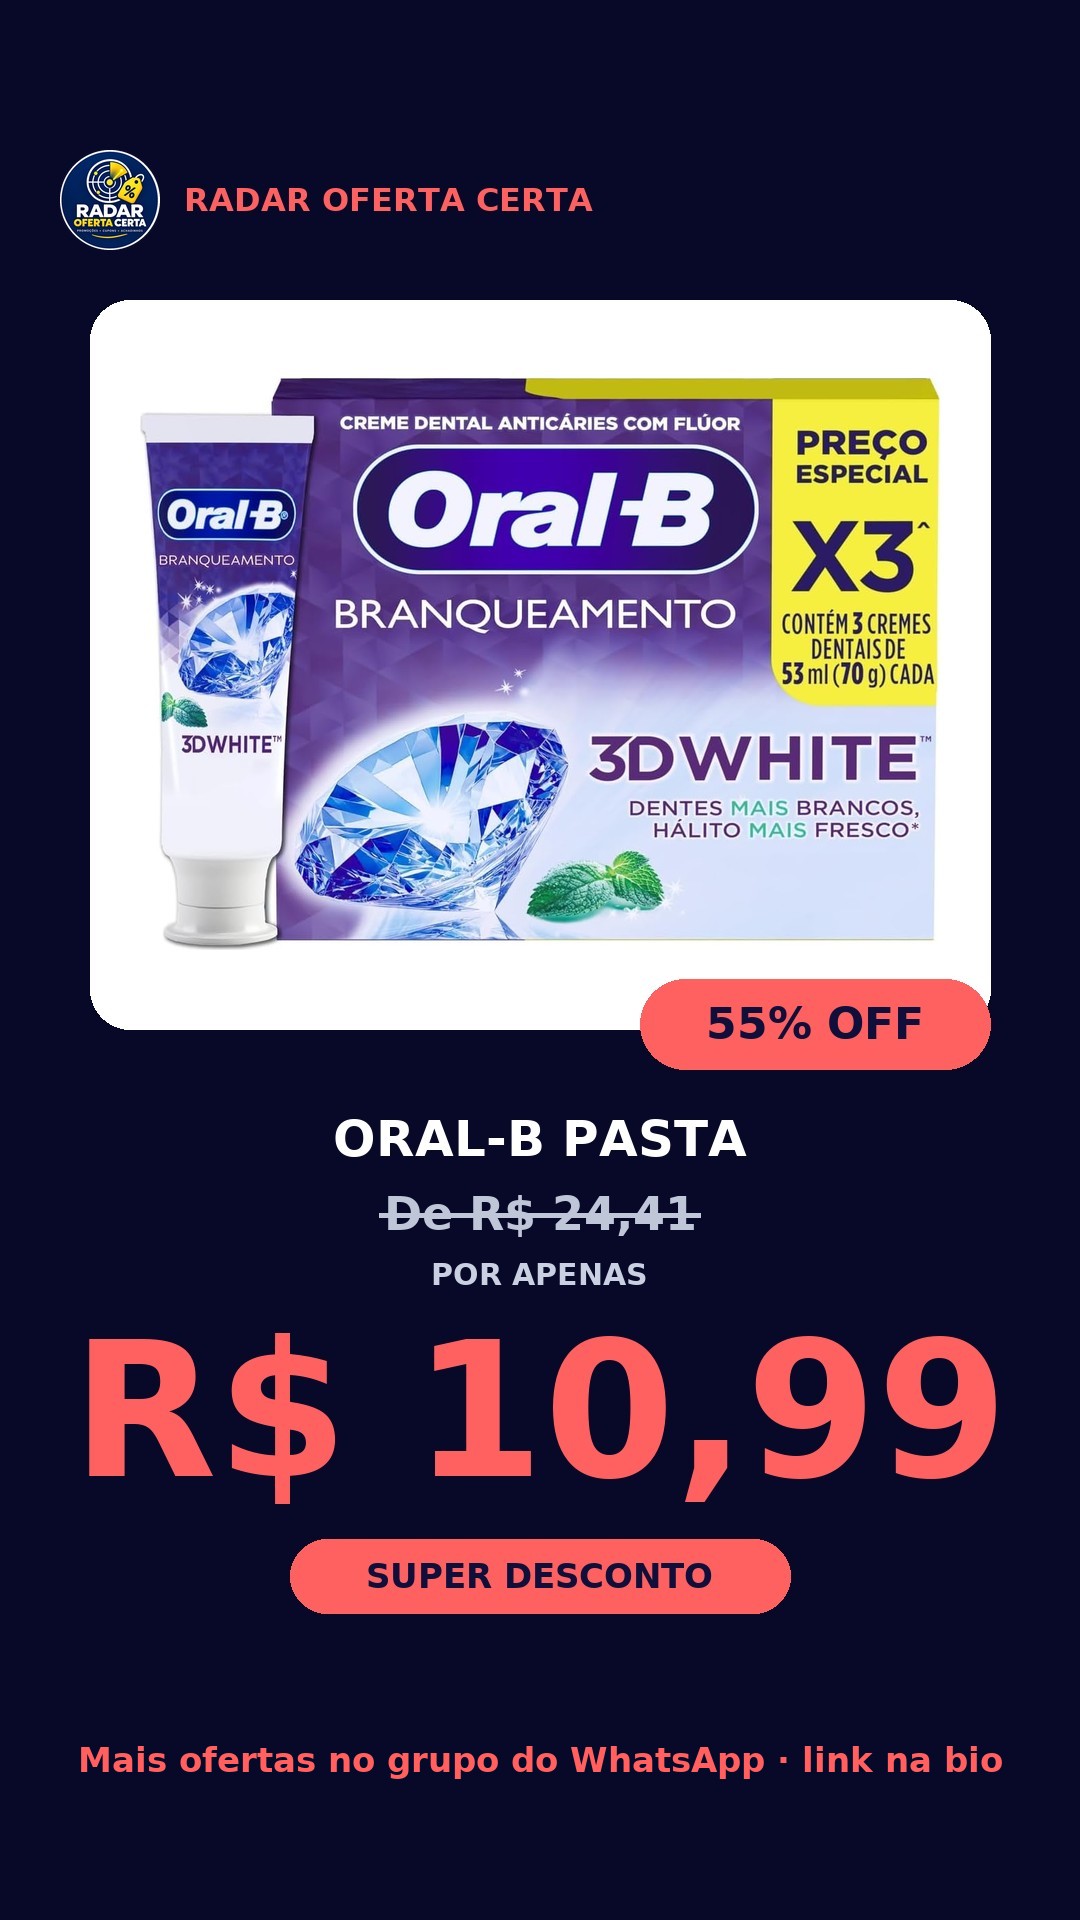 RADAR
OFERTA CERTA
RADAR OFERTA CERTA
CREME DENTAL ANTICÁRIES COM FLÚOR
Oral-B
BRANQUEAMENTO
PREÇO
ESPECIAL
X3^
CONTÉM 3 CREMES
DENTAIS DE
53 ml (70 g) CADA
3DWHITE™
DENTES MAIS BRANCOS,
HÁLITO MAIS FRESCO*
Oral-B®
BRANQUEAMENTO
3DWHITE™
55% OFF
ORAL-B PASTA
De R$ 24,41
POR APENAS
R$ 10,99
SUPER DESCONTO
Mais ofertas no grupo do WhatsApp · link na bio